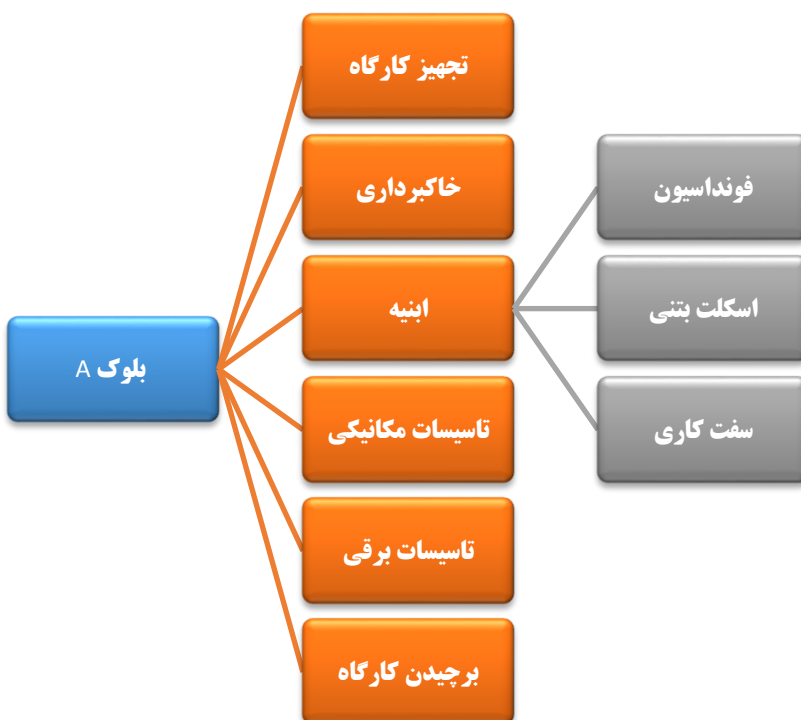 بلوک A
تجهیز کارگاه
خاکبرداری
ابنیه
تاسیسات مکانیکی
تاسیسات برقی
برچیدن کارگاه
فونداسیون
اسکلت بتنی
سفت کاری